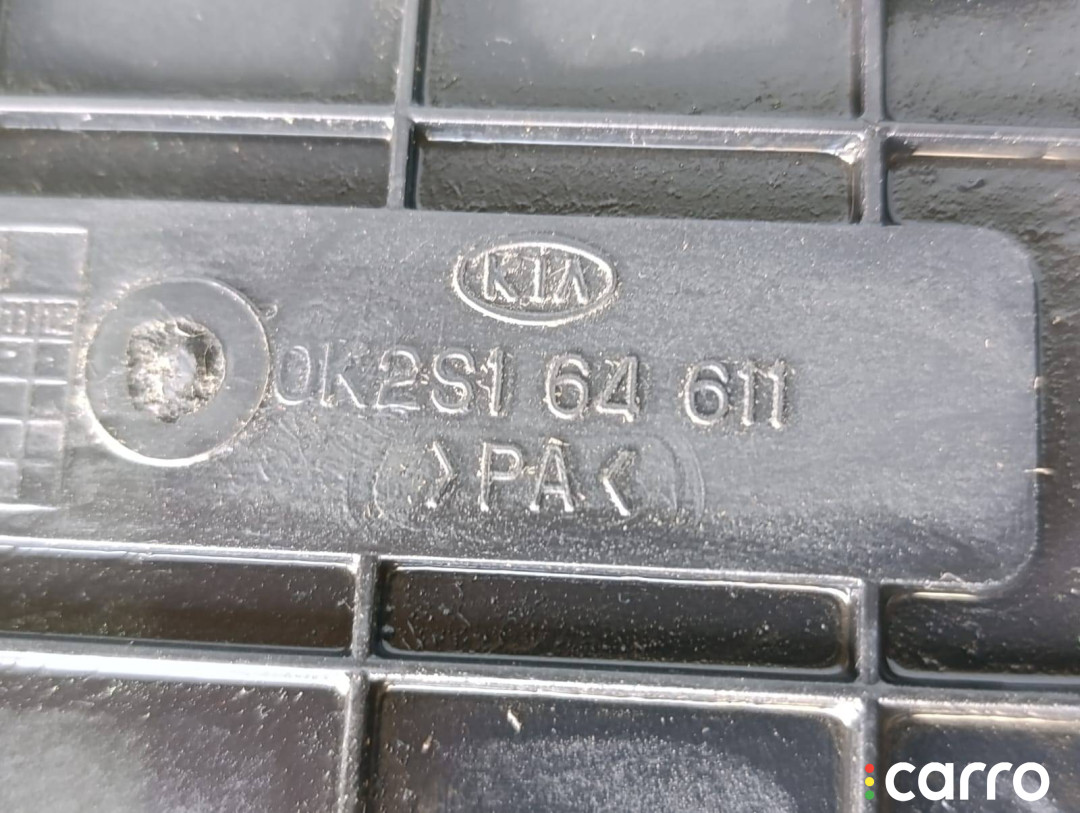 KIA
0K2S1 64 611
>PA<
carro